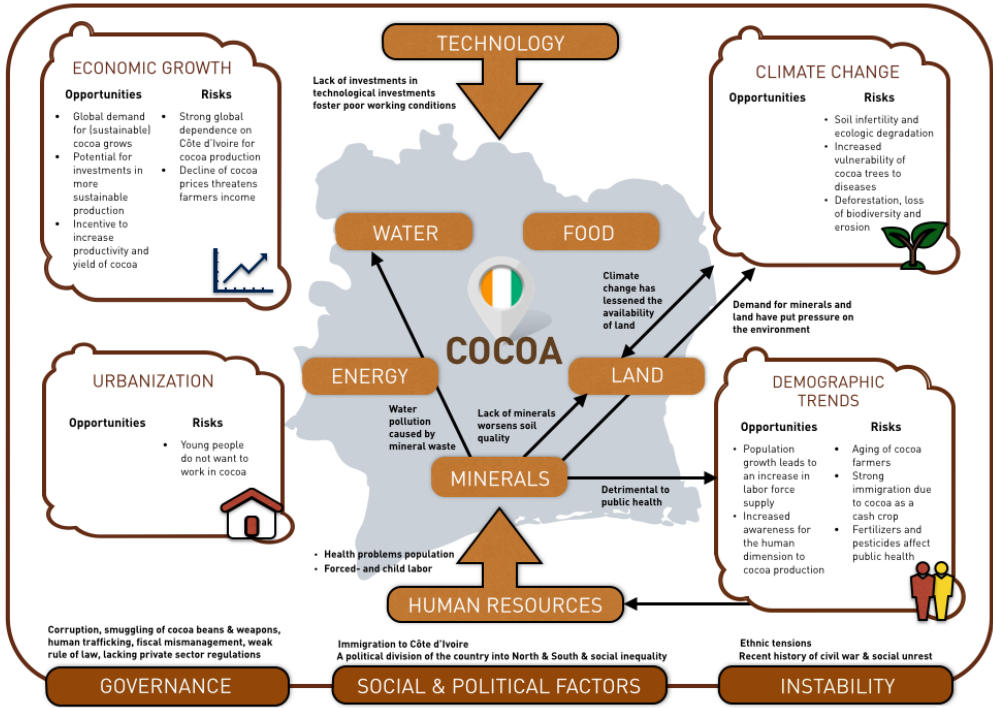 TECHNOLOGY
Lack of investments in
technological investments
foster poor working conditions
ECONOMIC GROWTH
Opportunities
• Global demand
for (sustainable)
cocoa grows
• Potential for
investments in
more
sustainable
production
• Incentive to
increase
productivity and
yield of cocoa
Risks
• Strong global
dependence on
Côte d'Ivoire for
cocoa production
• Decline of cocoa
prices threatens
farmers income
CLIMATE CHANGE
Opportunities
Risks
• Soil infertility and
ecologic degradation
• Increased
vulnerability of
cocoa trees to
diseases
• Deforestation, loss
of biodiversity and
erosion
WATER
FOOD
Climate
change has
lessened the
availability
of land
Demand for minerals and
land have put pressure on
the environment
COCOA
ENERGY
LAND
URBANIZATION
Opportunities
Risks
• Young people
do not want to
work in cocoa
Water
pollution
caused by
mineral waste
Lack of minerals
worsens soil
quality
MINERALS
Detrimental to
public health
DEMOGRAPHIC
TRENDS
Opportunities
• Population
growth leads to
an increase in
labor force
supply
• Increased
awareness for
the human
dimension to
cocoa production
Risks
• Aging of cocoa
farmers
• Strong
immigration due
to cocoa as a
cash crop
• Fertilizers and
pesticides affect
public health
• Health problems population
• Forced- and child labor
HUMAN RESOURCES
Corruption, smuggling of cocoa beans & weapons,
human trafficking, fiscal mismanagement, weak
rule of law, lacking private sector regulations
GOVERNANCE
Immigration to Côte d'Ivoire
A political division of the country into North & South & social inequality
SOCIAL & POLITICAL FACTORS
Ethnic tensions
Recent history of civil war & social unrest
INSTABILITY